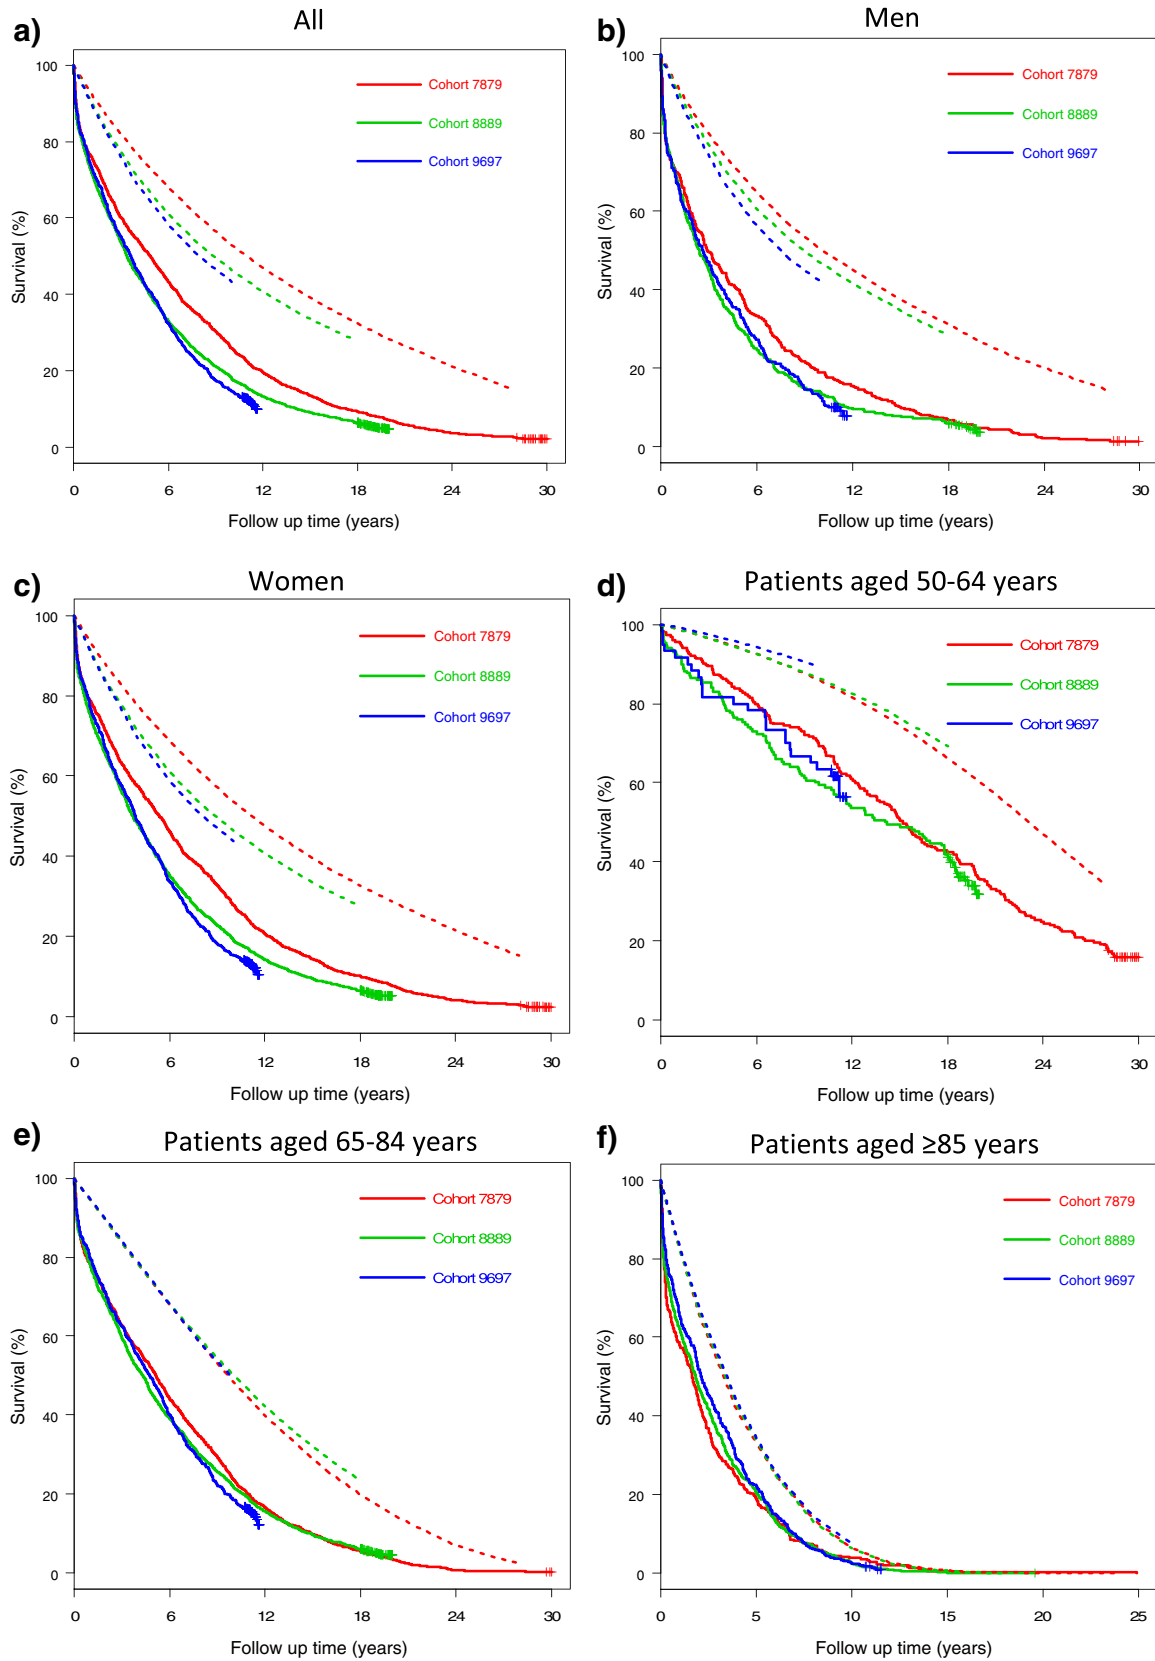 a)
All
100
80
60
40
20
0
Survival (%)
Cohort 7879
Cohort 8889
Cohort 9697
0 6 12 18 24 30
Follow up time (years)
b)
Men
100
80
60
40
20
0
Survival (%)
Cohort 7879
Cohort 8889
Cohort 9697
0 6 12 18 24 30
Follow up time (years)
c)
Women
100
80
60
40
20
0
Survival (%)
Cohort 7879
Cohort 8889
Cohort 9697
0 6 12 18 24 30
Follow up time (years)
d)
Patients aged 50-64 years
100
80
60
40
20
0
Survival (%)
Cohort 7879
Cohort 8889
Cohort 9697
0 6 12 18 24 30
Follow up time (years)
e)
Patients aged 65-84 years
100
80
60
40
20
0
Survival (%)
Cohort 7879
Cohort 8889
Cohort 9697
0 6 12 18 24 30
Follow up time (years)
f)
Patients aged ≥85 years
100
80
60
40
20
0
Survival (%)
Cohort 7879
Cohort 8889
Cohort 9697
0 5 10 15 20 25
Follow up time (years)